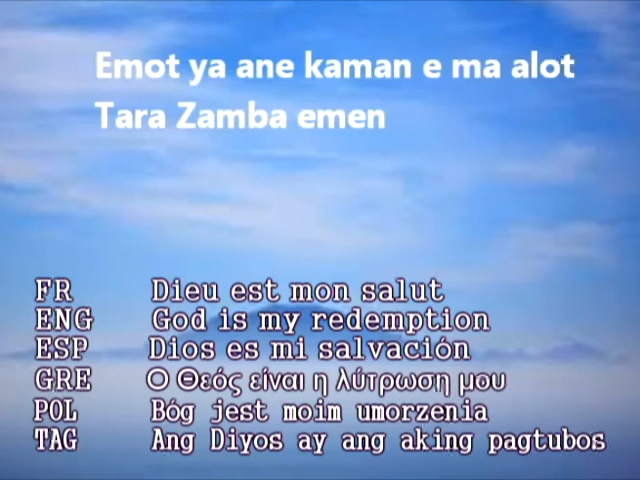 Emot ya ane kaman e ma alot
Tara Zamba emen
FR Dieu est mon salut
ENG God is my redemption
ESP Dios es mi salvación
GRE Ο Θεός είναι η λύτρωση μου
POL Bóg jest moim umorzenia
TAG Ang Diyos ay ang aking pagtubos